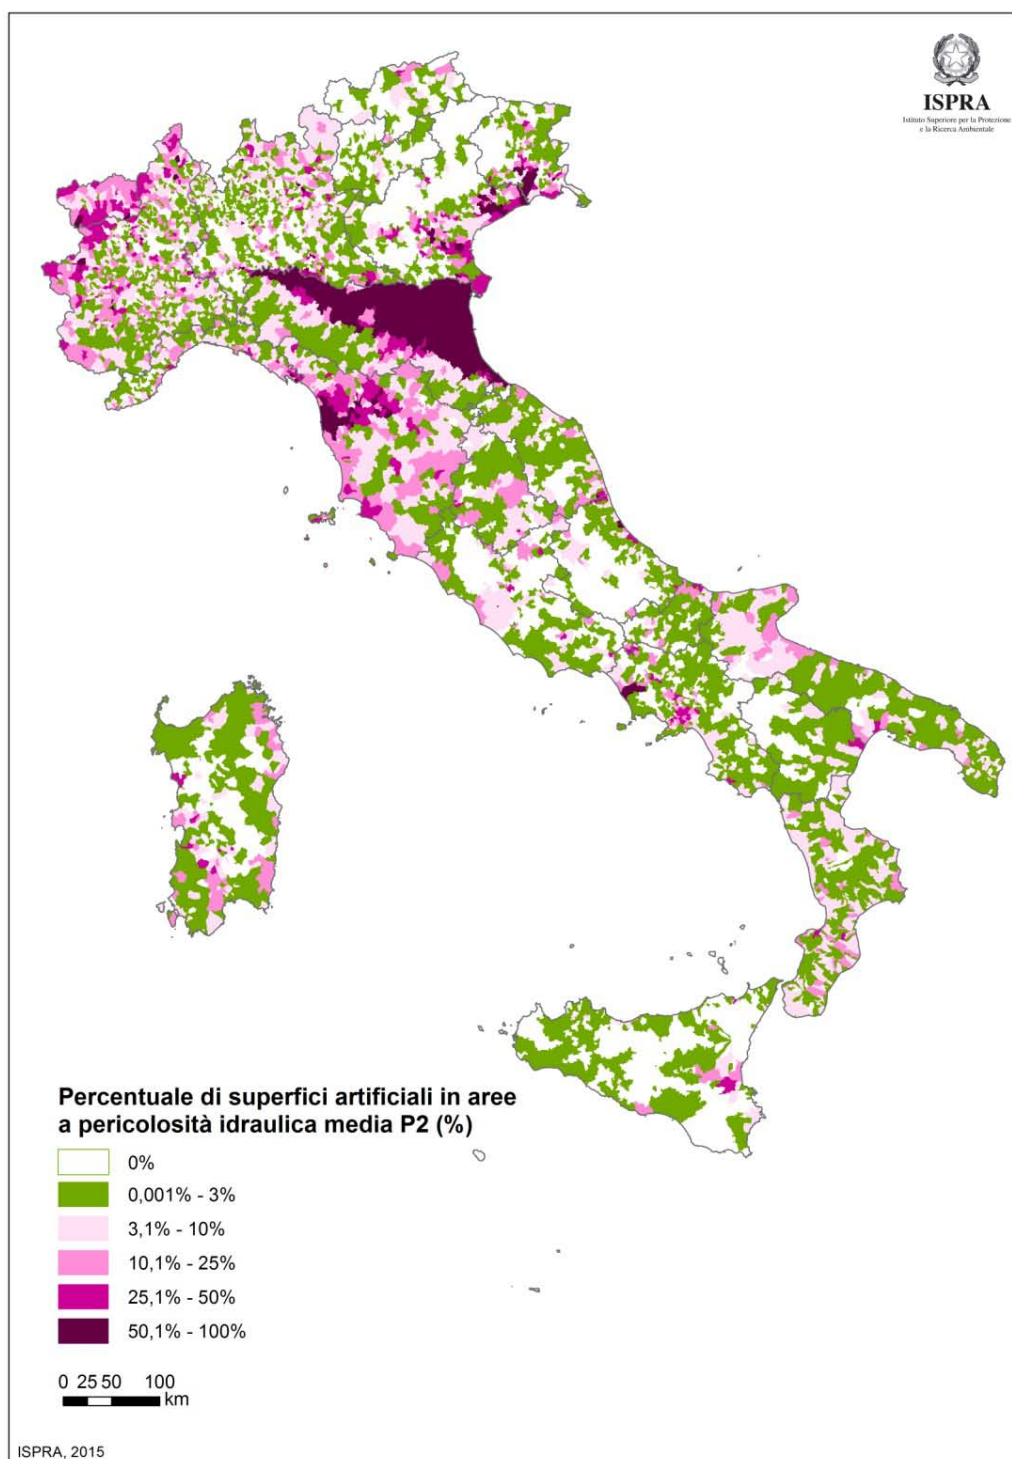 ISPRA
Istituto Superiore per la Protezione
e la Ricerca Ambientale
Percentuale di superfici artificiali in aree
a pericolosità idraulica media P2 (%)
0%
0,001% - 3%
3,1% - 10%
10,1% - 25%
25,1% - 50%
50,1% - 100%
0 25 50 100
km
ISPRA, 2015